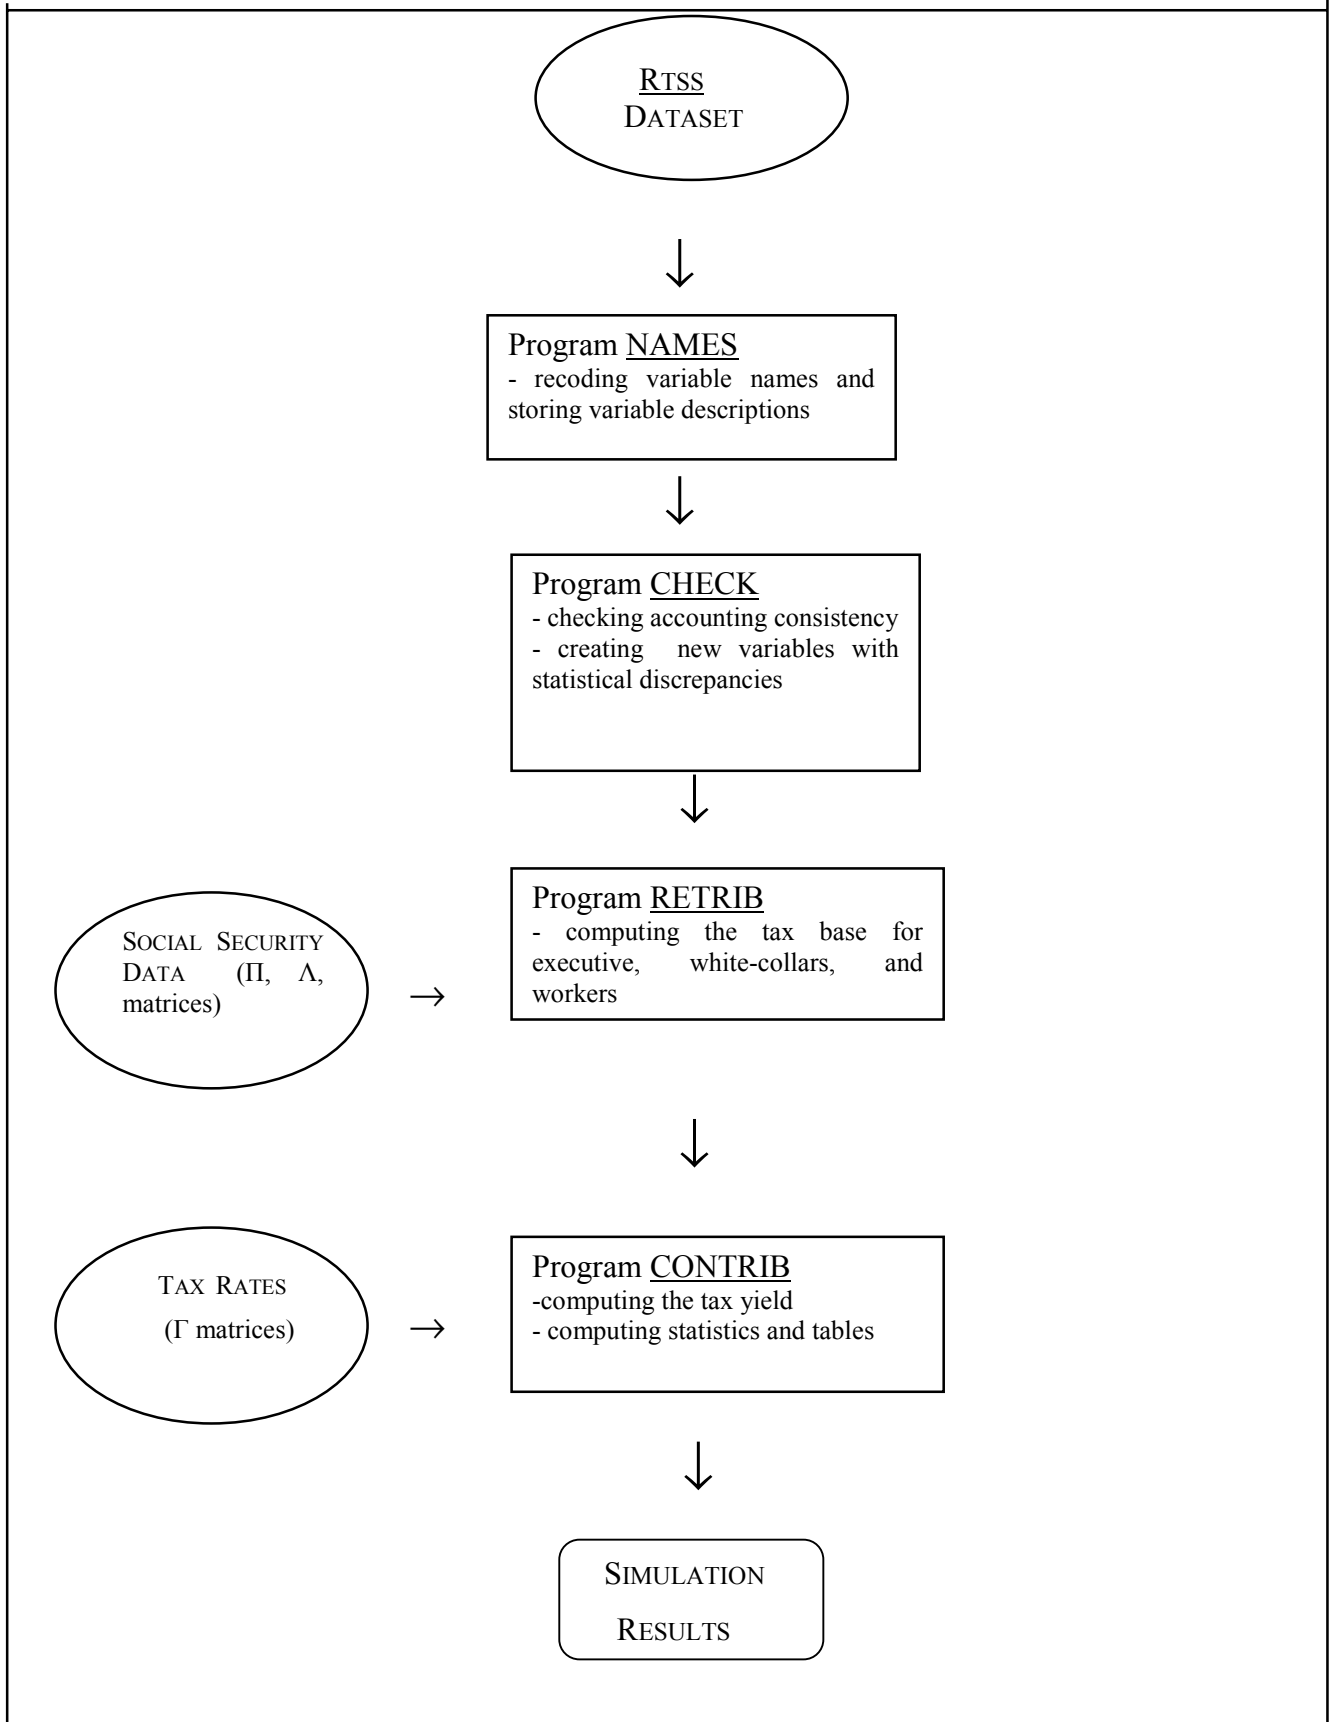 RTSS
DATASET
↓
Program NAMES
- recoding variable names and
storing variable descriptions
↓
Program CHECK
- checking accounting consistency
- creating new variables with
statistical discrepancies
↓
Program RETRIB
- computing the tax base for
executive, white-collars, and
workers
SOCIAL SECURITY
DATA (Π, Λ,
matrices)
→
↓
TAX RATES
(Γ matrices)
→
Program CONTRIB
-computing the tax yield
- computing statistics and tables
↓
SIMULATION
RESULTS